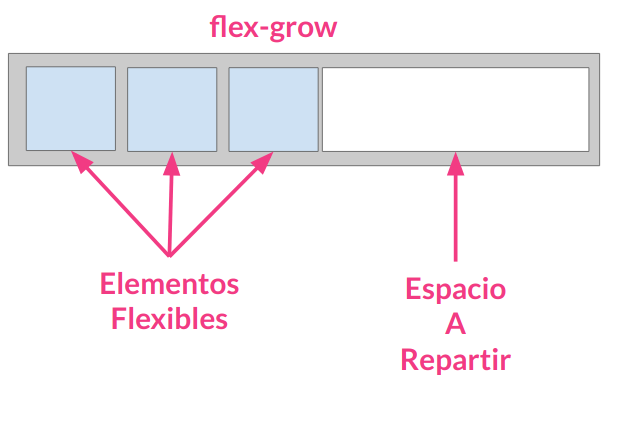 flex-grow
Elementos
Flexibles
Espacio
A
Repartir